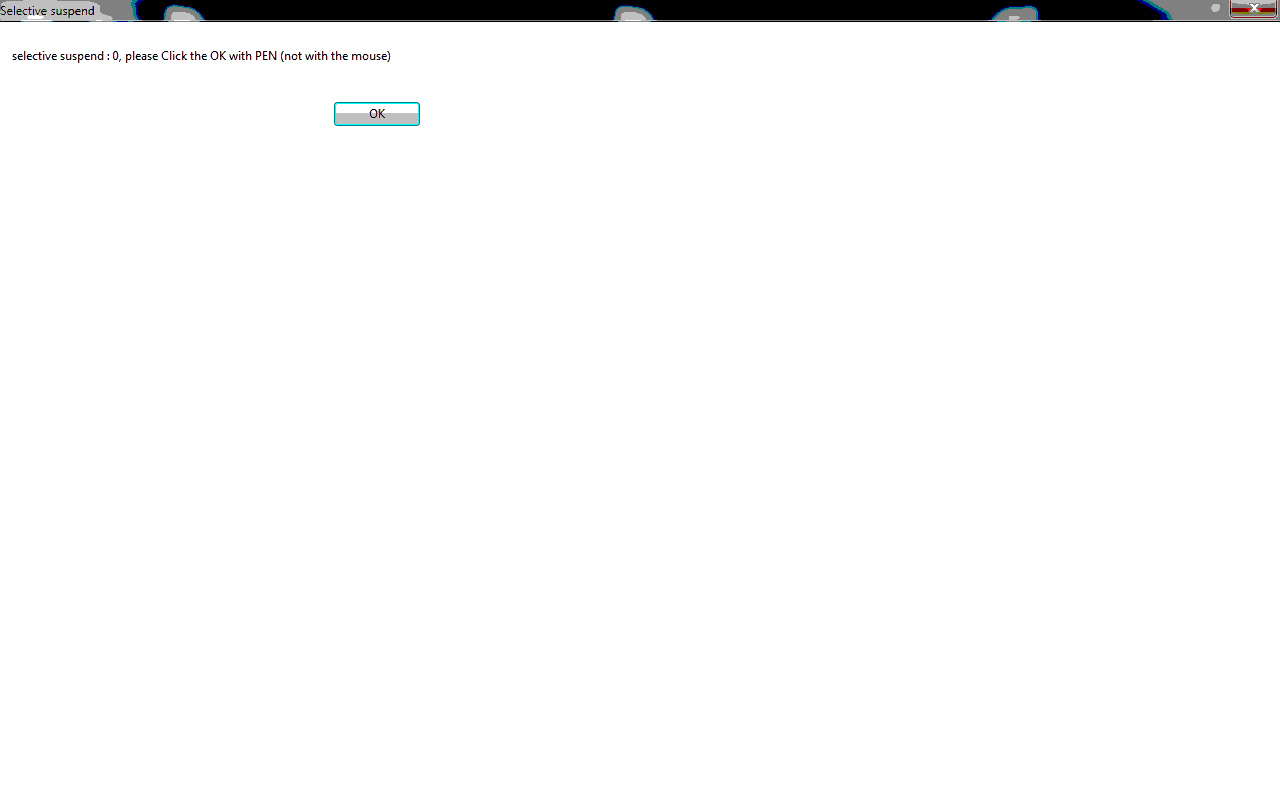 Selective suspend
selective suspend : 0, please Click the OK with PEN (not with the mouse)
OK